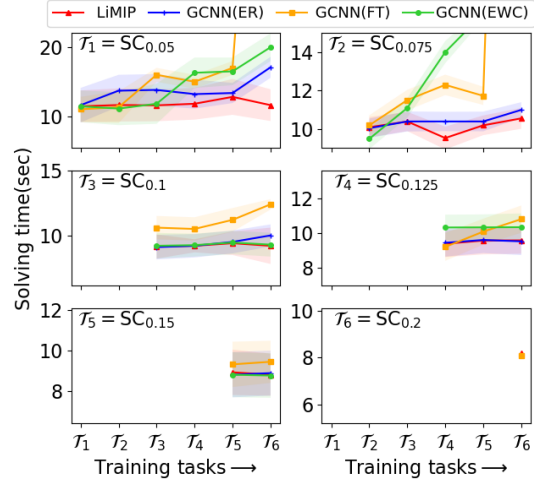 LiMIP GCNN(ER) GCNN(FT) GCNN(EWC)
𝒯₁ = SC₀.₀₅
20
10
𝒯₂ = SC₀.₀₇₅
14
12
10
𝒯₃ = SC₀.₁
15
10
𝒯₄ = SC₀.₁₂₅
12
10
8
𝒯₅ = SC₀.₁₅
12
10
8
𝒯₆ = SC₀.₂
10
8
6
4
Solving time(sec)
𝒯₁ 𝒯₂ 𝒯₃ 𝒯₄ 𝒯₅ 𝒯₆
𝒯₁ 𝒯₂ 𝒯₃ 𝒯₄ 𝒯₅ 𝒯₆
Training tasks ⟶
Training tasks ⟶